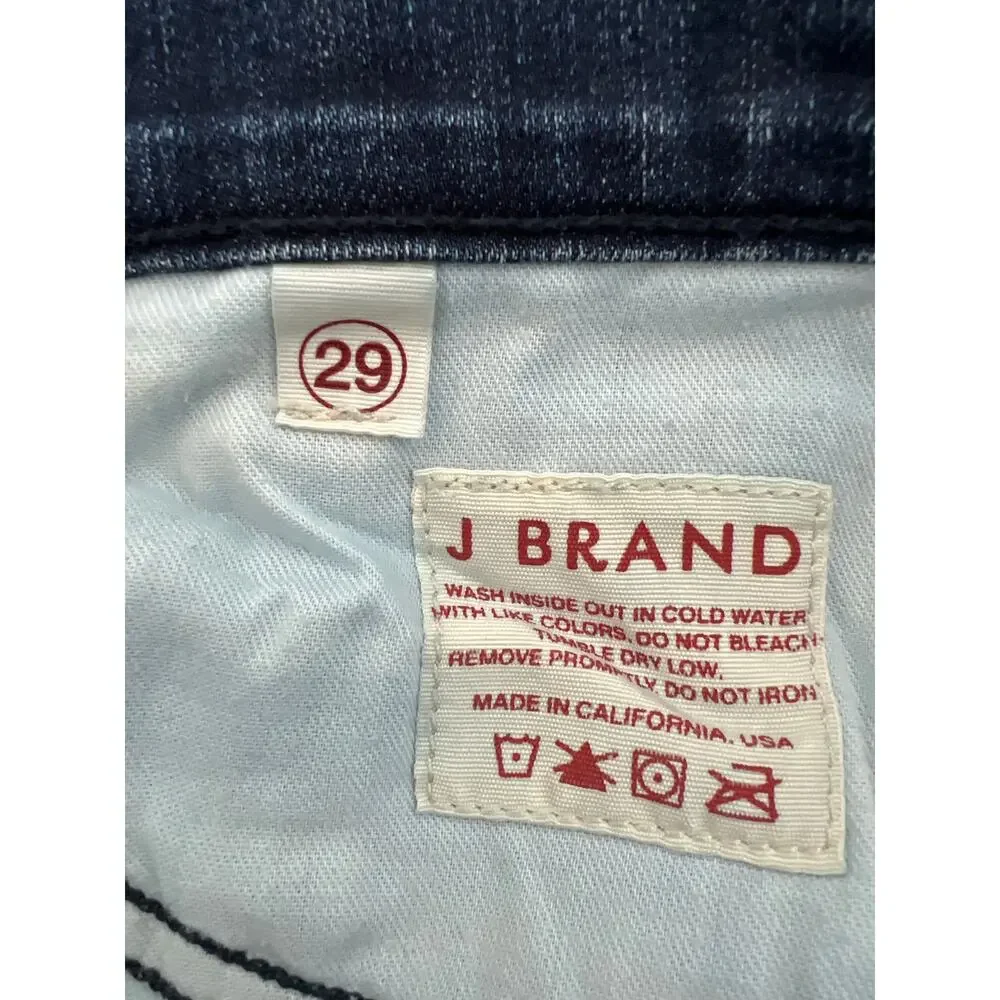 29
J BRAND
WASH INSIDE OUT IN COLD WATER
WITH LIKE COLORS. DO NOT BLEACH
TUMBLE DRY LOW.
REMOVE PROMPTLY. DO NOT IRON
MADE IN CALIFORNIA. USA